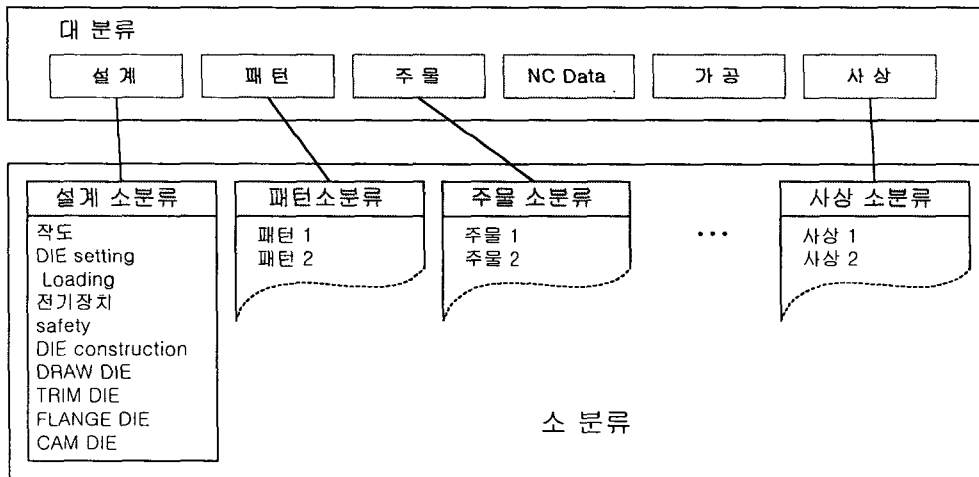 대 분류
설 계
패 턴
주 물
NC Data
가 공
사 상
설계 소분류
작도
DIE setting
Loading
전기장치
safety
DIE construction
DRAW DIE
TRIM DIE
FLANGE DIE
CAM DIE
패턴소분류
패턴 1
패턴 2
주물 소분류
주물 1
주물 2
...
사상 소분류
사상 1
사상 2
소 분류